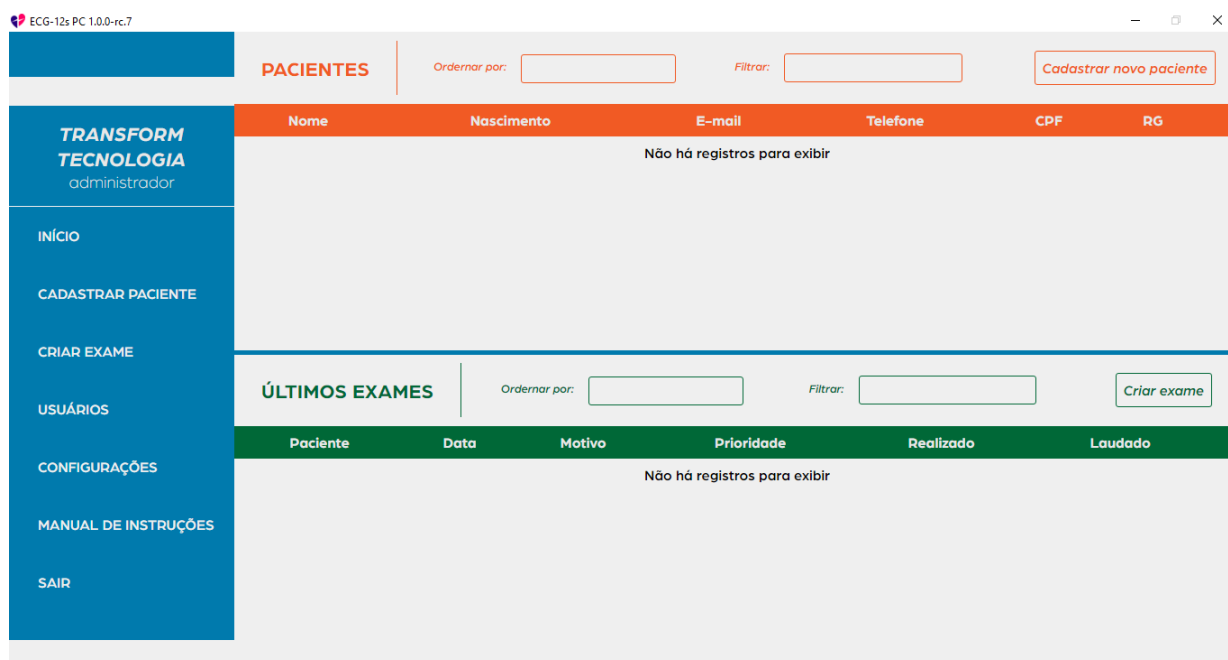 ECG-12s PC 1.0.0-rc.7
TRANSFORM
TECNOLOGIA
administrador
INÍCIO
CADASTRAR PACIENTE
CRIAR EXAME
USUÁRIOS
CONFIGURAÇÕES
MANUAL DE INSTRUÇÕES
SAIR
PACIENTES Ordernar por: Filtrar: Cadastrar novo paciente
Nome Nascimento E-mail Telefone CPF RG
Não há registros para exibir
ÚLTIMOS EXAMES Ordernar por: Filtrar: Criar exame
Paciente Data Motivo Prioridade Realizado Laudado
Não há registros para exibir